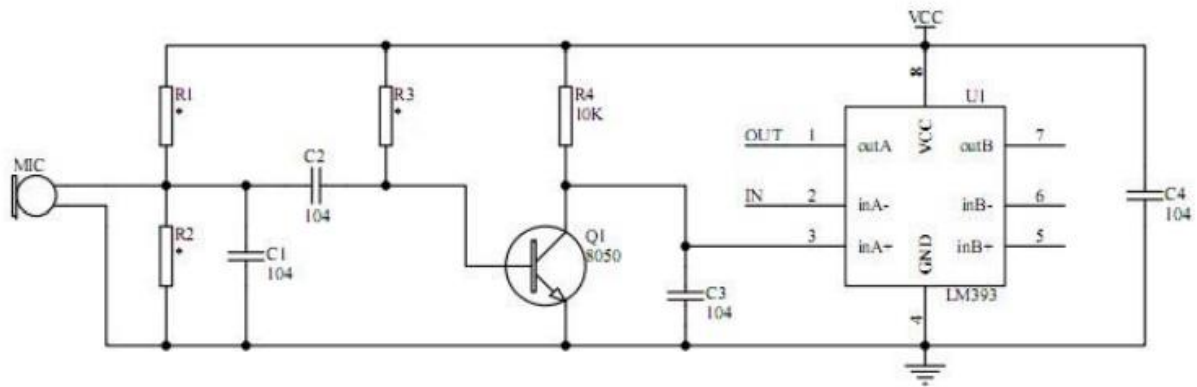 VCC
R1
*
R3
*
R4
10K
8
U1
OUT
1
outA
VCC
outB
7
MIC
C2
104
IN
2
inA-
inB-
6
C4
104
R2
*
C1
104
Q1
8050
3
inA+
GND
inB+
5
C3
104
LM393
4